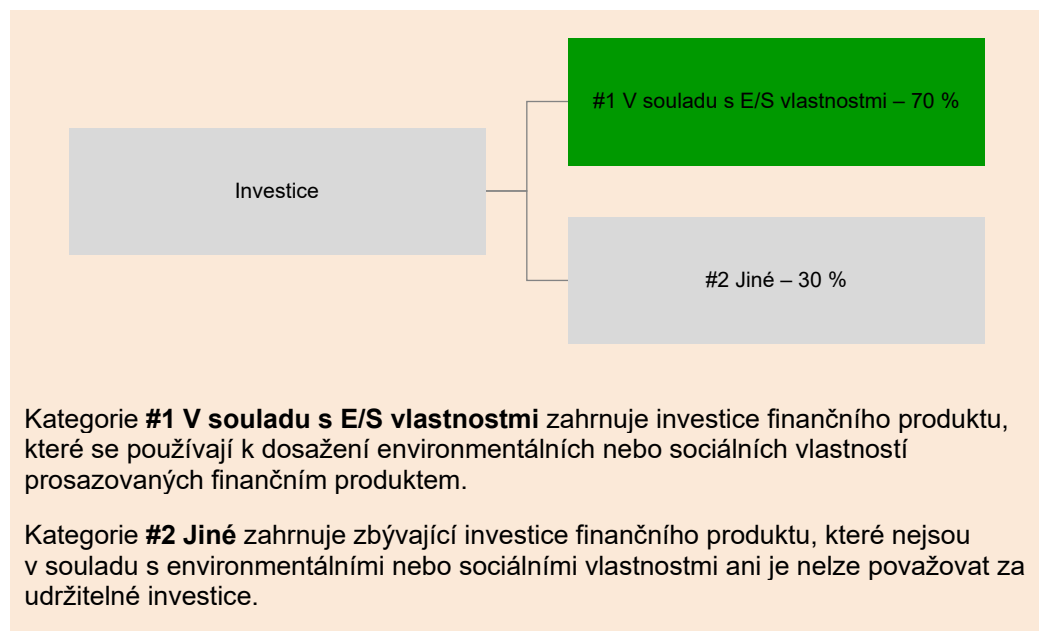 #1 V souladu s E/S vlastnostmi – 70 %
Investice
#2 Jiné – 30 %
Kategorie #1 V souladu s E/S vlastnostmi zahrnuje investice finančního produktu,
které se používají k dosažení environmentálních nebo sociálních vlastností
prosazovaných finančním produktem.
Kategorie #2 Jiné zahrnuje zbývající investice finančního produktu, které nejsou
v souladu s environmentálními nebo sociálními vlastnostmi ani je nelze považovat za
udržitelné investice.